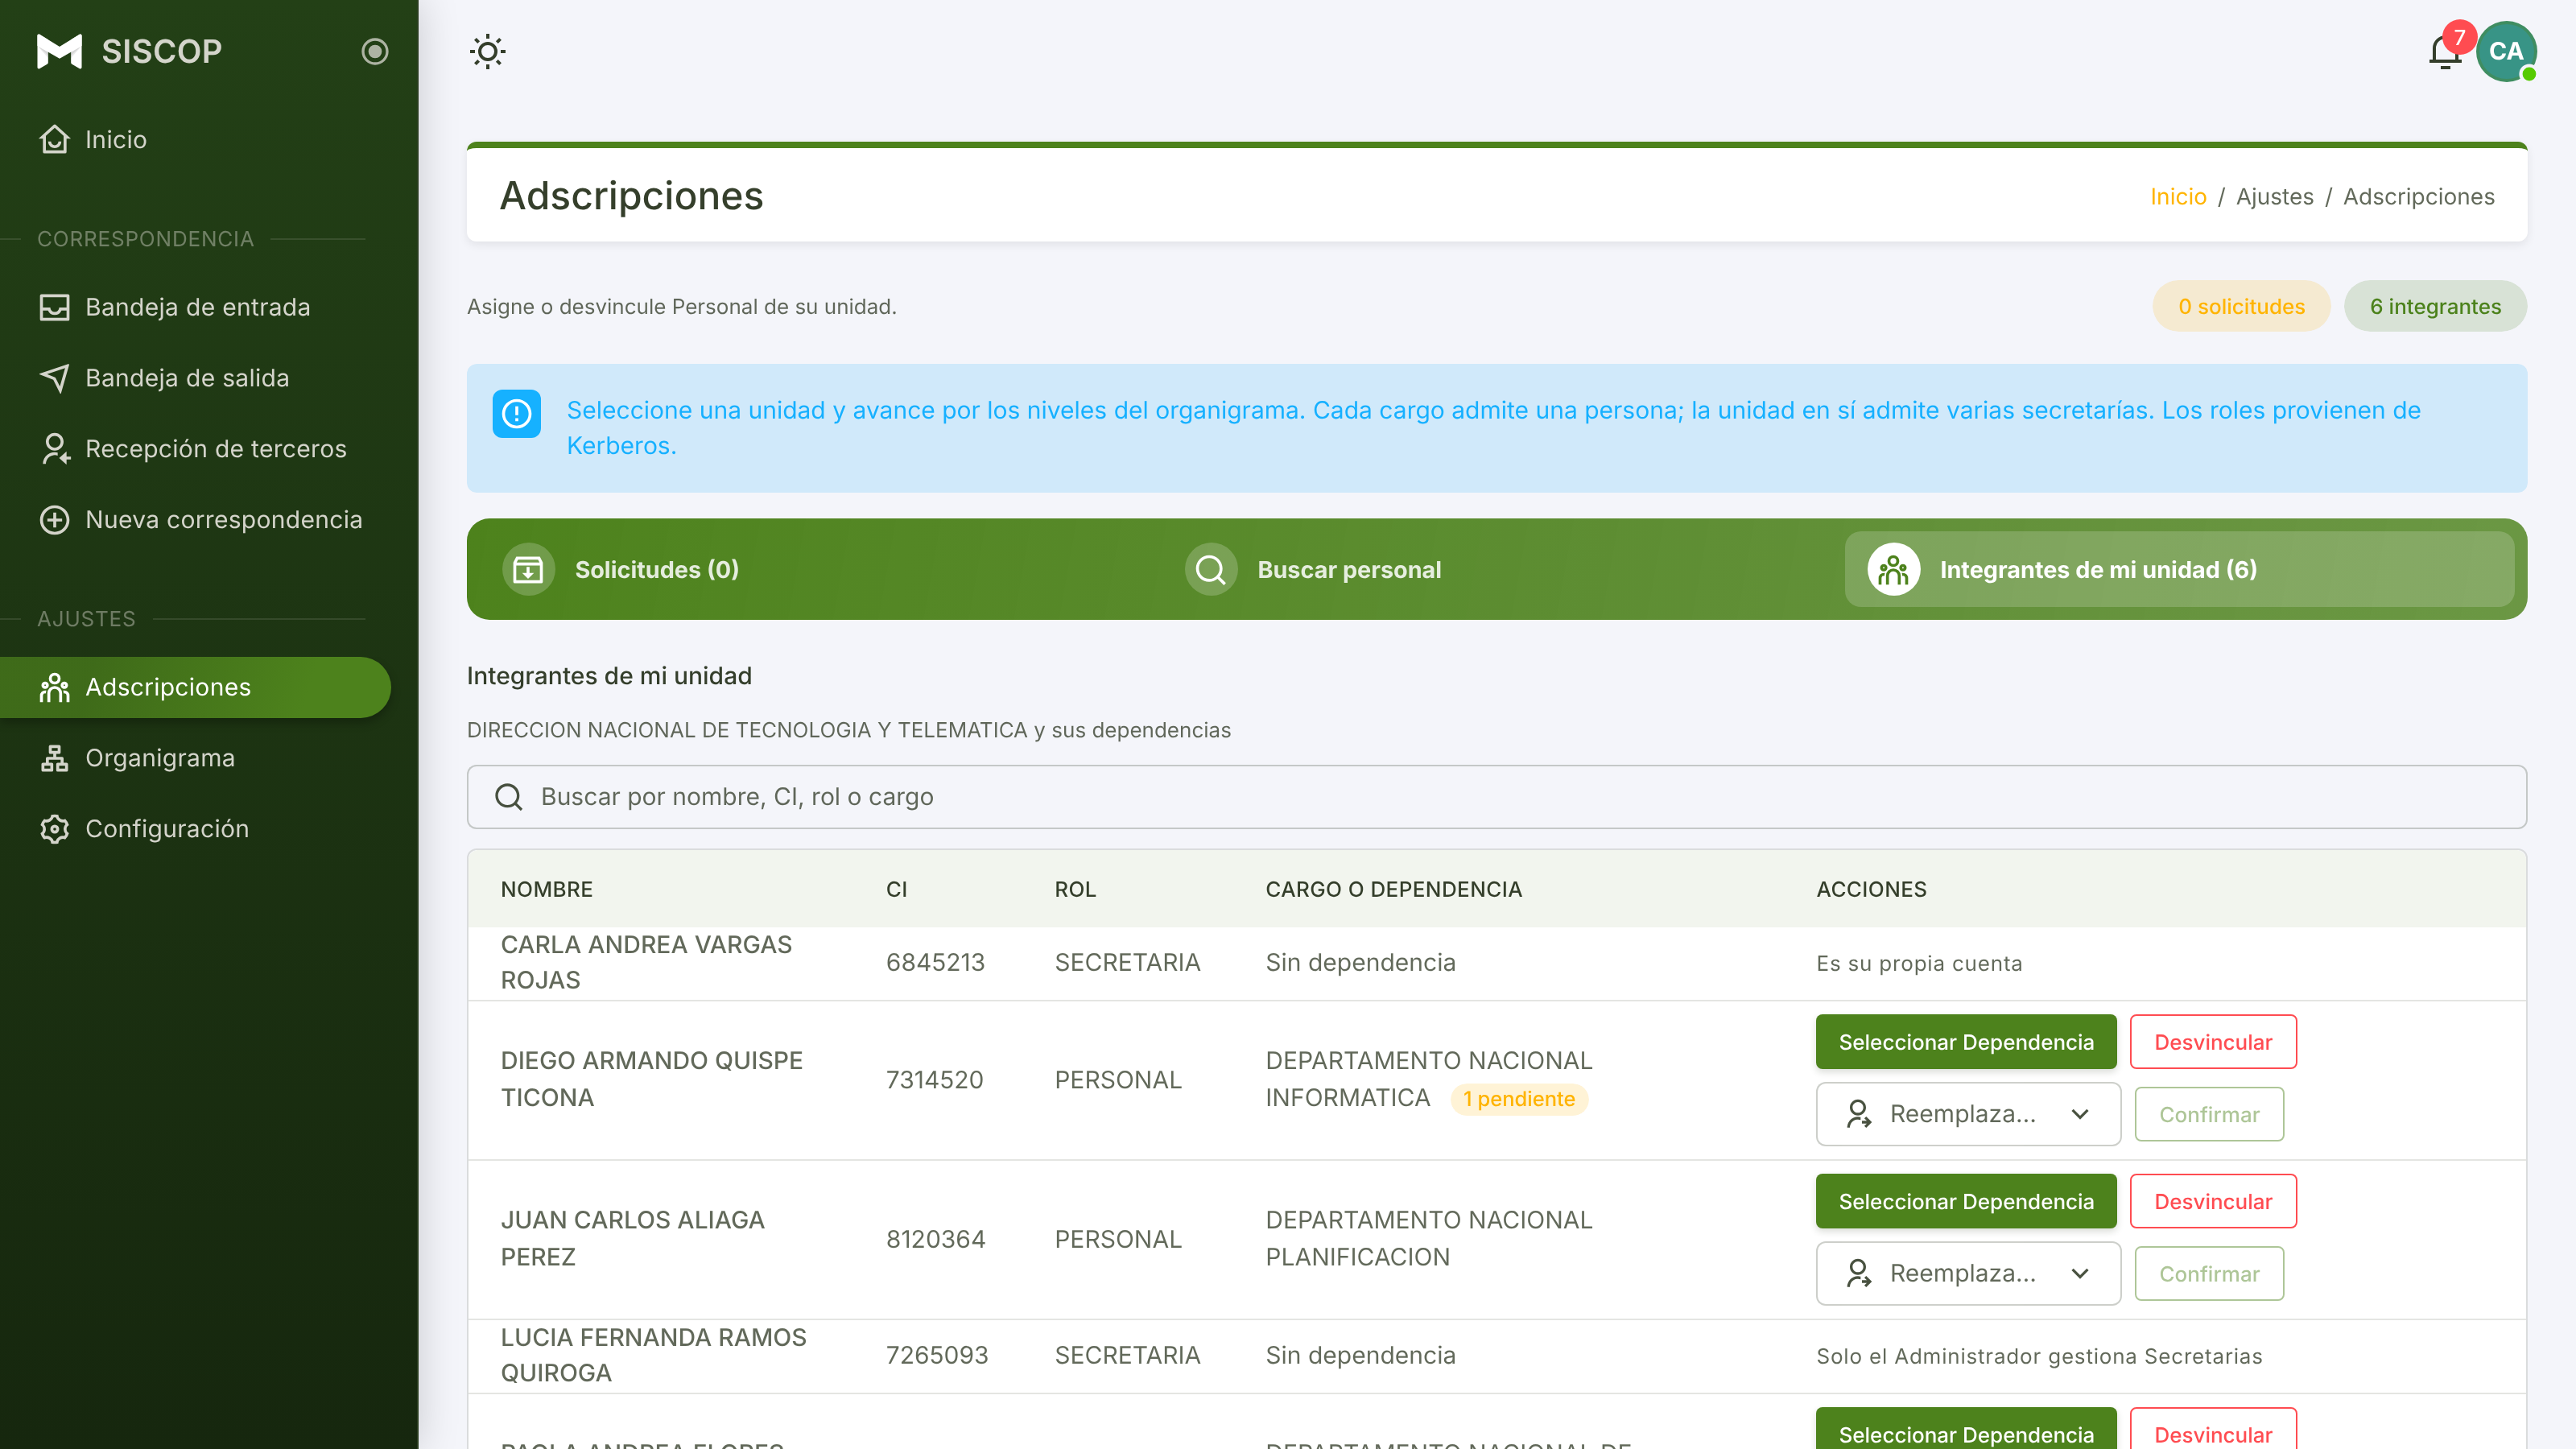 SISCOP
Inicio
CORRESPONDENCIA
Bandeja de entrada
Bandeja de salida
Recepción de terceros
Nueva correspondencia
AJUSTES
Adscripciones
Organigrama
Configuración
7
CA
Adscripciones
Inicio / Ajustes / Adscripciones
Asigne o desvincule Personal de su unidad.
0 solicitudes
6 integrantes
Seleccione una unidad y avance por los niveles del organigrama. Cada cargo admite una persona; la unidad en sí admite varias secretarías. Los roles provienen de
Kerberos.
Solicitudes (0)
Buscar personal
Integrantes de mi unidad (6)
Integrantes de mi unidad
DIRECCION NACIONAL DE TECNOLOGIA Y TELEMATICA y sus dependencias
Buscar por nombre, CI, rol o cargo
NOMBRE CI ROL CARGO O DEPENDENCIA ACCIONES
CARLA ANDREA VARGAS
ROJAS
6845213
SECRETARIA
Sin dependencia
Es su propia cuenta
DIEGO ARMANDO QUISPE
TICONA
7314520
PERSONAL
DEPARTAMENTO NACIONAL
INFORMATICA 1 pendiente
Seleccionar Dependencia Desvincular
Reemplaza... Confirmar
JUAN CARLOS ALIAGA
PEREZ
8120364
PERSONAL
DEPARTAMENTO NACIONAL
PLANIFICACION
Seleccionar Dependencia Desvincular
Reemplaza... Confirmar
LUCIA FERNANDA RAMOS
QUIROGA
7265093
SECRETARIA
Sin dependencia
Solo el Administrador gestiona Secretarias
PAOLA ANDREA FLORES
DEPARTAMENTO NACIONAL DE
Seleccionar Dependencia Desvincular